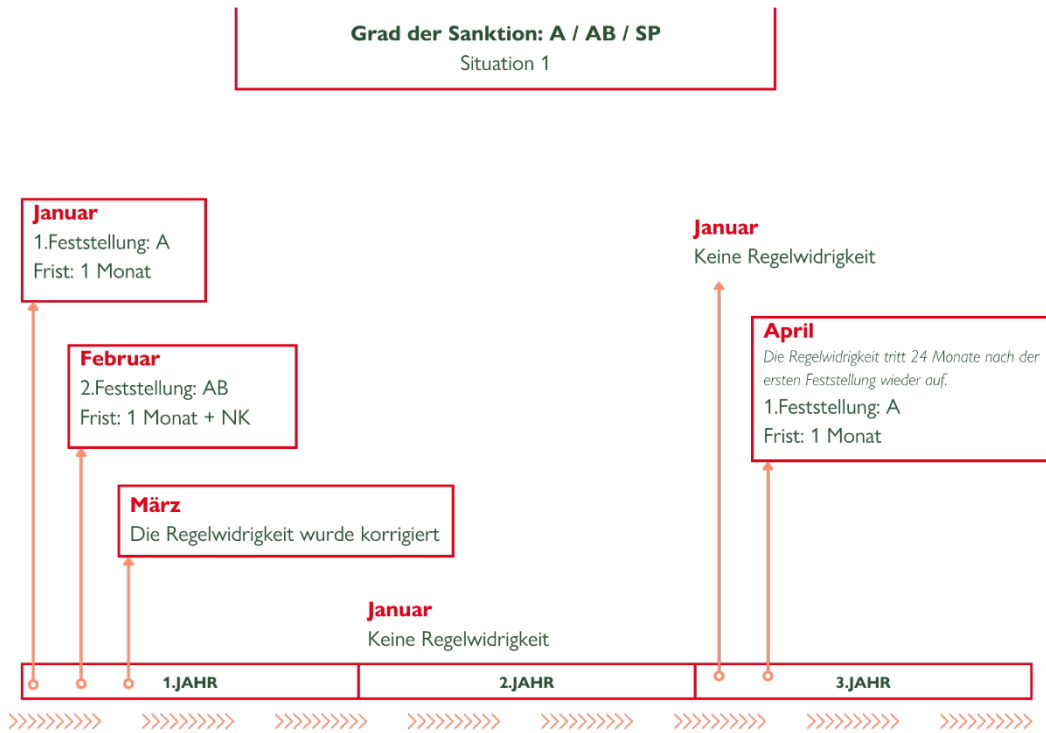 Grad der Sanktion: A / AB / SP
Situation 1
Januar
1.Feststellung: A
Frist: 1 Monat
Februar
2.Feststellung: AB
Frist: 1 Monat + NK
März
Die Regelwidrigkeit wurde korrigiert
Januar
Keine Regelwidrigkeit
Januar
Keine Regelwidrigkeit
April
Die Regelwidrigkeit tritt 24 Monate nach der
ersten Feststellung wieder auf.
1.Feststellung: A
Frist: 1 Monat
1.JAHR
2.JAHR
3.JAHR